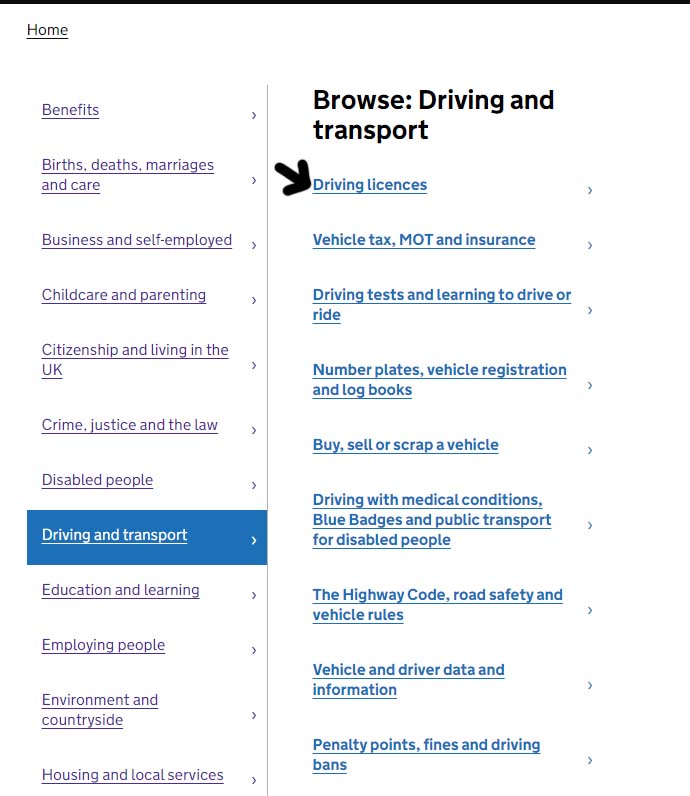 Home
Benefits
Births, deaths, marriages
and care
Business and self-employed
Childcare and parenting
Citizenship and living in the
UK
Crime, justice and the law
Disabled people
Driving and transport
Education and learning
Employing people
Environment and
countryside
Housing and local services
Browse: Driving and
transport
Driving licences
Vehicle tax, MOT and insurance
Driving tests and learning to drive or
ride
Number plates, vehicle registration
and log books
Buy, sell or scrap a vehicle
Driving with medical conditions,
Blue Badges and public transport
for disabled people
The Highway Code, road safety and
vehicle rules
Vehicle and driver data and
information
Penalty points, fines and driving
bans